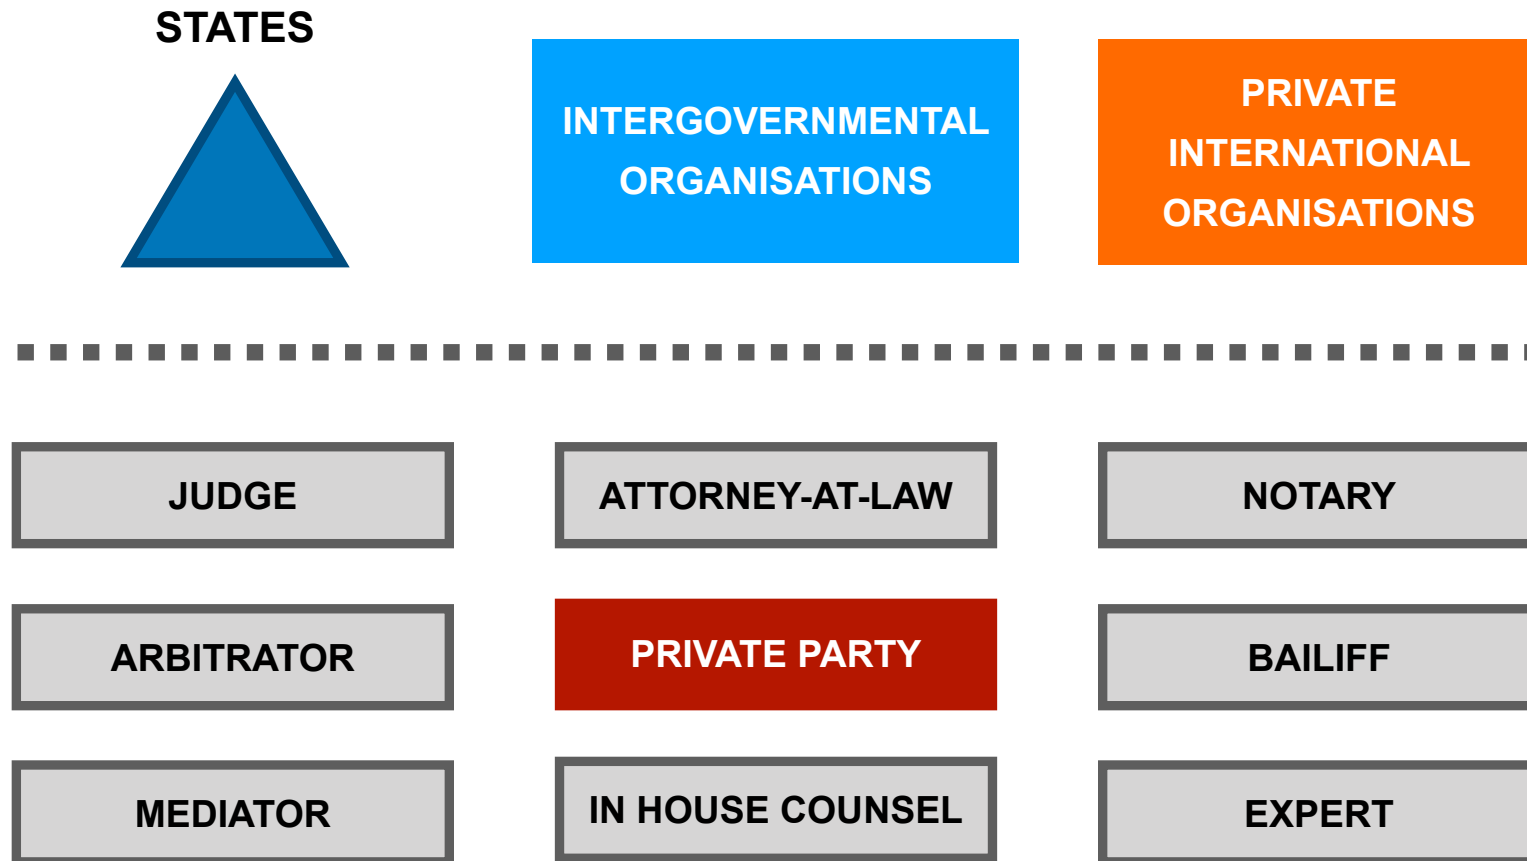 STATES
INTERGOVERNMENTAL
ORGANISATIONS
PRIVATE
INTERNATIONAL
ORGANISATIONS
JUDGE
ATTORNEY-AT-LAW
NOTARY
ARBITRATOR
PRIVATE PARTY
BAILIFF
MEDIATOR
IN HOUSE COUNSEL
EXPERT